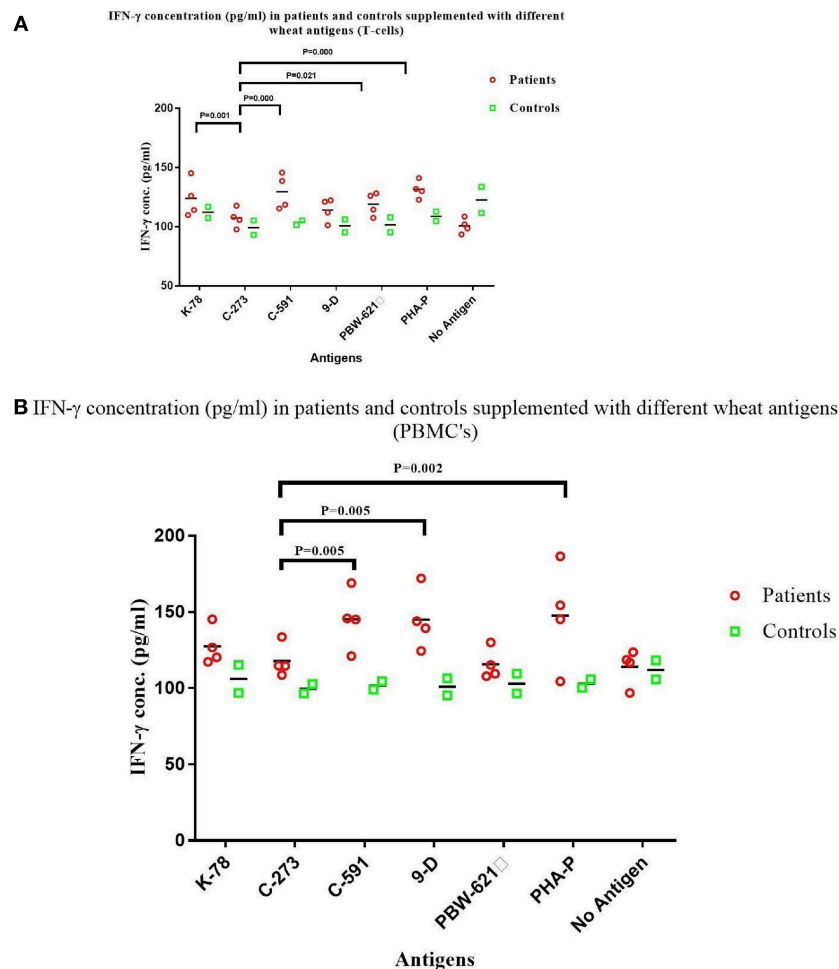 A
IFN-γ concentration (pg/ml) in patients and controls supplemented with different
wheat antigens (T-cells)
P=0.000
P=0.021
P=0.001
P=0.000
Patients
Controls
200
150
100
50
IFN-γ conc. (pg/ml)
K-78
C-273
C-591
9-D
PBW-621□
PHA-P
No Antigen
Antigens
B IFN-γ concentration (pg/ml) in patients and controls supplemented with different wheat antigens
(PBMC's)
P=0.002
P=0.005
P=0.005
Patients
Controls
200
150
100
50
0
IFN-γ conc. (pg/ml)
K-78
C-273
C-591
9-D
PBW-621□
PHA-P
No Antigen
Antigens